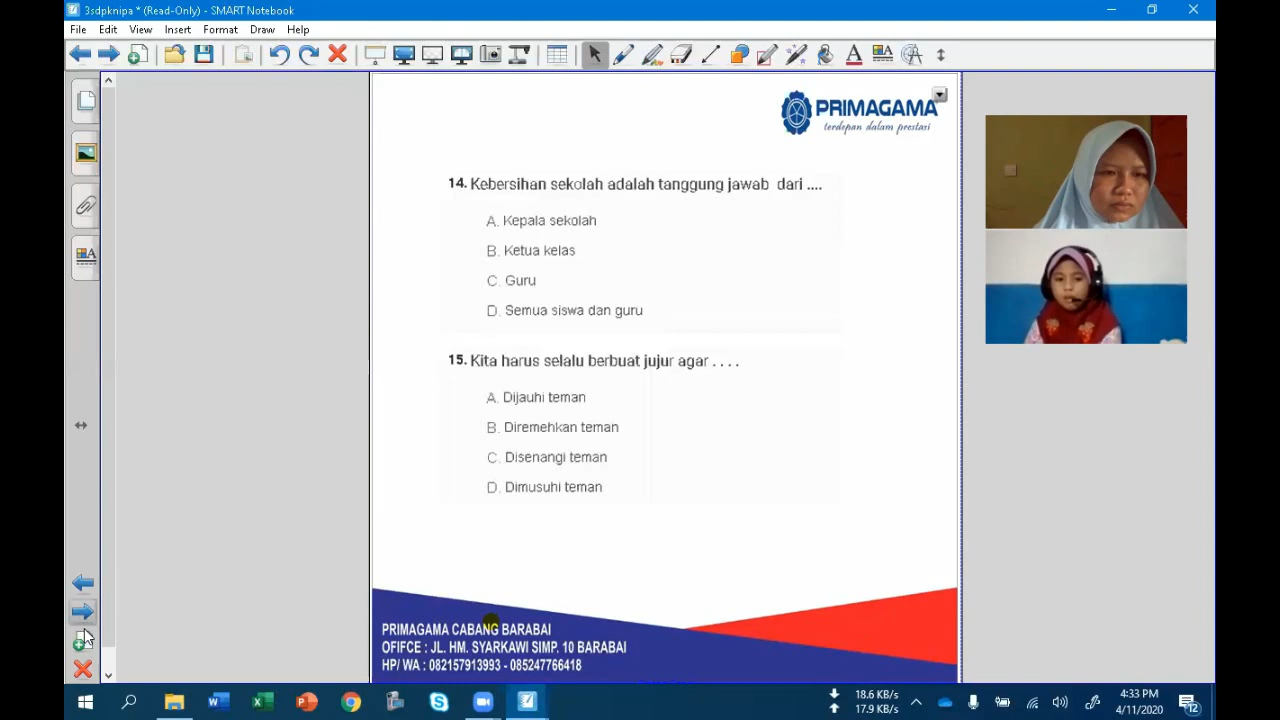 3sdpknipa * (Read-Only) - SMART Notebook
File Edit View Insert Format Draw Help
PRIMAGAMA
terdepan dalam prestasi
14. Kebersihan sekolah adalah tanggung jawab dari ....
A. Kepala sekolah
B. Ketua kelas
C. Guru
D. Semua siswa dan guru
15. Kita harus selalu berbuat jujur agar . . . .
A. Dijauhi teman
B. Diremehkan teman
C. Disenangi teman
D. Dimusuhi teman
PRIMAGAMA CABANG BARABAI
OFIFCE : JL. HM. SYARKAWI SIMP. 10 BARABAI
HP/ WA : 082157913993 - 085247766418
18.6 KB/s
17.9 KB/s
4:33 PM
4/11/2020
12